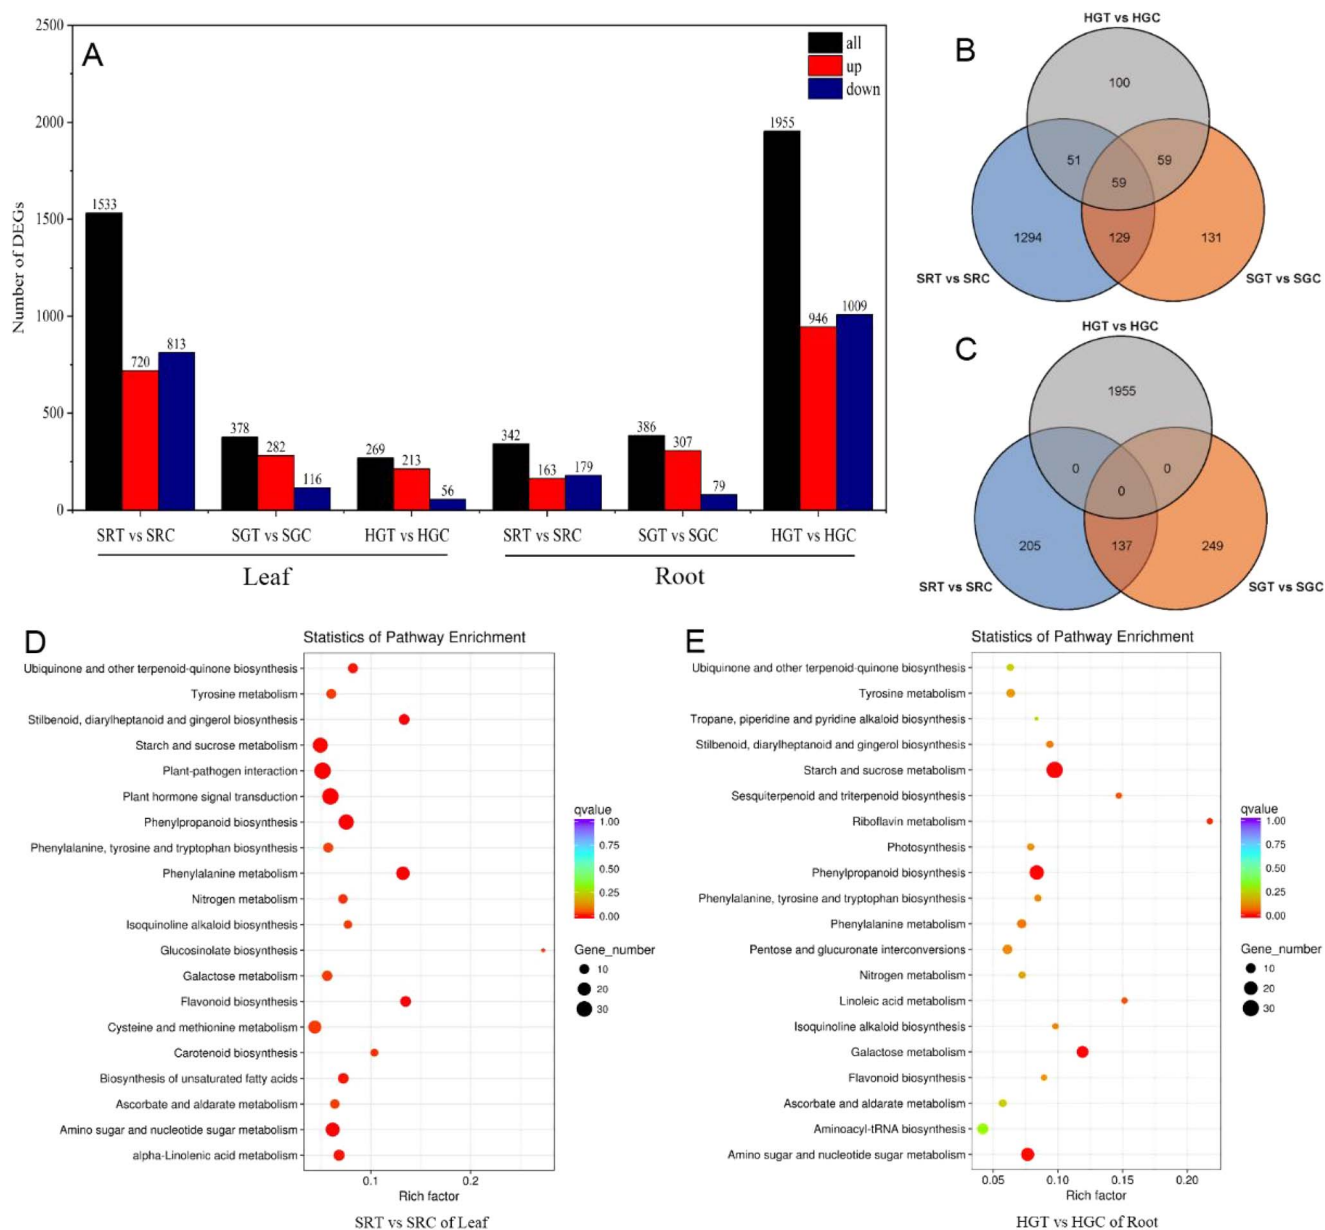 A
2500
2000
1500
1000
500
0
Number of DEGs
all
up
down
1533
720
813
378
282
116
269
213
56
342
163
179
386
307
79
1955
946
1009
SRT vs SRC
SGT vs SGC
HGT vs HGC
SRT vs SRC
SGT vs SGC
HGT vs HGC
Leaf
Root
B
HGT vs HGC
100
51
59
59
1294
129
131
SRT vs SRC
SGT vs SGC
C
HGT vs HGC
1955
0
0
0
205
137
249
SRT vs SRC
SGT vs SGC
D
Statistics of Pathway Enrichment
Ubiquinone and other terpenoid-quinone biosynthesis
Tyrosine metabolism
Stilbenoid, diarylheptanoid and gingerol biosynthesis
Starch and sucrose metabolism
Plant-pathogen interaction
Plant hormone signal transduction
Phenylpropanoid biosynthesis
Phenylalanine, tyrosine and tryptophan biosynthesis
Phenylalanine metabolism
Nitrogen metabolism
Isoquinoline alkaloid biosynthesis
Glucosinolate biosynthesis
Galactose metabolism
Flavonoid biosynthesis
Cysteine and methionine metabolism
Carotenoid biosynthesis
Biosynthesis of unsaturated fatty acids
Ascorbate and aldarate metabolism
Amino sugar and nucleotide sugar metabolism
alpha-Linolenic acid metabolism
0.1
0.2
Rich factor
qvalue
1.00
0.75
0.50
0.25
0.00
Gene_number
10
20
30
SRT vs SRC of Leaf
E
Statistics of Pathway Enrichment
Ubiquinone and other terpenoid-quinone biosynthesis
Tyrosine metabolism
Tropane, piperidine and pyridine alkaloid biosynthesis
Stilbenoid, diarylheptanoid and gingerol biosynthesis
Starch and sucrose metabolism
Sesquiterpenoid and triterpenoid biosynthesis
Riboflavin metabolism
Photosynthesis
Phenylpropanoid biosynthesis
Phenylalanine, tyrosine and tryptophan biosynthesis
Phenylalanine metabolism
Pentose and glucuronate interconversions
Nitrogen metabolism
Linoleic acid metabolism
Isoquinoline alkaloid biosynthesis
Galactose metabolism
Flavonoid biosynthesis
Ascorbate and aldarate metabolism
Aminoacyl-tRNA biosynthesis
Amino sugar and nucleotide sugar metabolism
0.05
0.10
0.15
0.20
Rich factor
qvalue
1.00
0.75
0.50
0.25
0.00
Gene_number
10
20
30
HGT vs HGC of Root